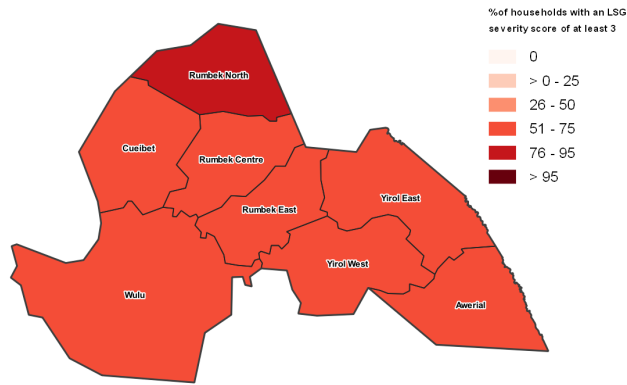 %of households with an LSG
severity score of at least 3
0
> 0 - 25
26 - 50
51 - 75
76 - 95
> 95
Rumbek North
Cueibet
Rumbek Centre
Yirol East
Rumbek East
Yirol West
Wulu
Awerial